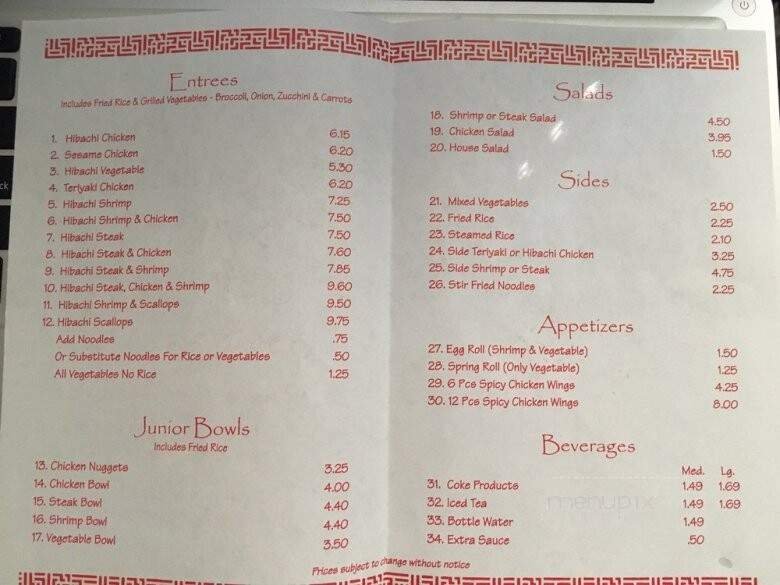 Entrees
Includes Fried Rice & Grilled Vegetables - Broccoli, Onion, Zucchini & Carrots
1. Hibachi Chicken 6.15
2. Sesame Chicken 6.20
3. Hibachi Vegetable 5.30
4. Teriyaki Chicken 6.20
5. Hibachi Shrimp 7.25
6. Hibachi Shrimp & Chicken 7.50
7. Hibachi Steak 7.50
8. Hibachi Steak & Chicken 7.60
9. Hibachi Steak & Shrimp 7.85
10. Hibachi Steak, Chicken & Shrimp 9.60
11. Hibachi Shrimp & Scallops 9.50
12. Hibachi Scallops 9.75
Add Noodles .75
Or Substitute Noodles For Rice or Vegetables .50
All Vegetables No Rice 1.25
Junior Bowls
Includes Fried Rice
13. Chicken Nuggets 3.25
14. Chicken Bowl 4.00
15. Steak Bowl 4.40
16. Shrimp Bowl 4.40
17. Vegetable Bowl 3.50
Salads
18. Shrimp or Steak Salad 4.50
19. Chicken Salad 3.95
20. House Salad 1.50
Sides
21. Mixed Vegetables 2.50
22. Fried Rice 2.25
23. Steamed Rice 2.10
24. Side Teriyaki or Hibachi Chicken 3.25
25. Side Shrimp or Steak 4.75
26. Stir Fried Noodles 2.25
Appetizers
27. Egg Roll (Shrimp & Vegetable) 1.50
28. Spring Roll (Only Vegetable) 1.25
29. 6 Pcs Spicy Chicken Wings 4.25
30. 12 Pcs Spicy Chicken Wings 8.00
Beverages
Med. Lg.
31. Coke Products 1.49 1.69
32. Iced Tea 1.49 1.69
33. Bottle Water 1.49
34. Extra Sauce .50
menupix
Prices subject to change without notice
ck